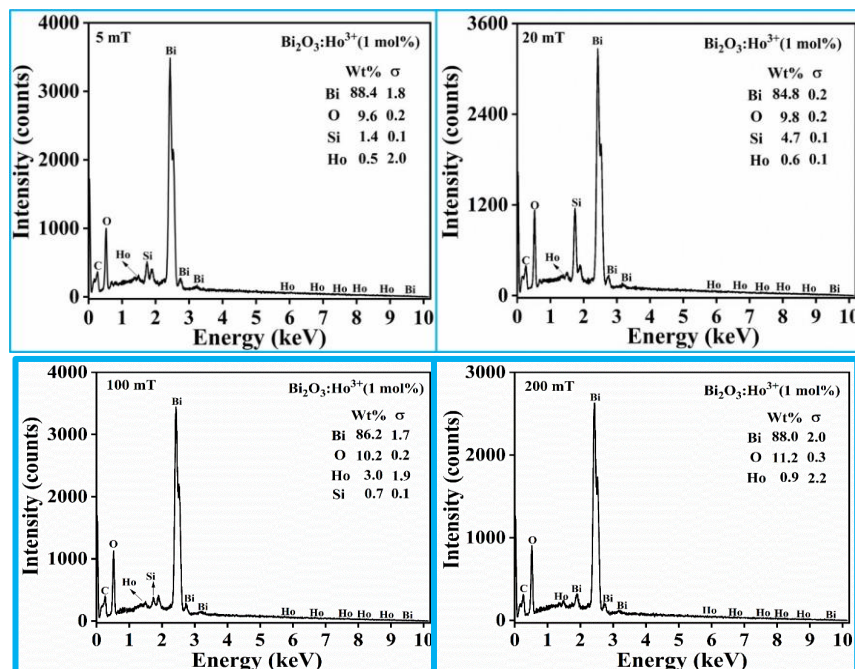 5 mT
Bi₂O₃:Ho³⁺(1 mol%)
Wt% σ
Bi 88.4 1.8
O 9.6 0.2
Si 1.4 0.1
Ho 0.5 2.0
Bi
O
C
Ho
Si
Bi
Bi
Ho Ho Ho Ho Ho Bi
4000
3000
2000
1000
0
0 1 2 3 4 5 6 7 8 9 10
Intensity (counts)
Energy (keV)
20 mT
Bi₂O₃:Ho³⁺(1 mol%)
Wt% σ
Bi 84.8 0.2
O 9.8 0.2
Si 4.7 0.1
Ho 0.6 0.1
Bi
O
Si
C
Ho
Bi
Bi
Ho Ho Ho Ho Ho Bi
3600
2400
1200
0
0 1 2 3 4 5 6 7 8 9 10
Intensity (counts)
Energy (keV)
100 mT
Bi₂O₃:Ho³⁺(1 mol%)
Wt% σ
Bi 86.2 1.7
O 10.2 0.2
Ho 3.0 1.9
Si 0.7 0.1
Bi
O
C
Ho
Si
Bi
Bi
Ho Ho Ho Ho Ho Bi
4000
3000
2000
1000
0
0 1 2 3 4 5 6 7 8 9 10
Intensity (counts)
Energy (keV)
200 mT
Bi₂O₃:Ho³⁺(1 mol%)
Wt% σ
Bi 88.0 2.0
O 11.2 0.3
Ho 0.9 2.2
Bi
O
C
Ho
Bi
Bi
Bi
Ho Ho Ho Ho Ho Bi
3000
2000
1000
0
0 1 2 3 4 5 6 7 8 9 10
Intensity (counts)
Energy (keV)